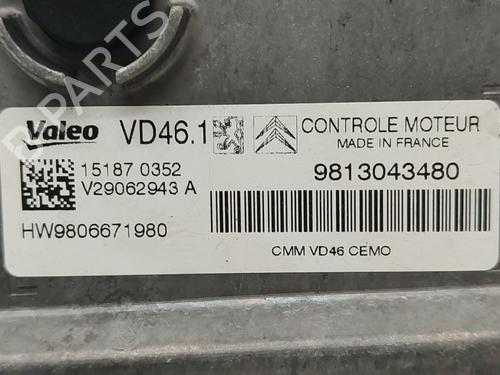 B-PARTS
Valeo VD46.1
CONTROLE MOTEUR
MADE IN FRANCE
15187 0352
V29062943 A
9813043480
HW9806671980
CMM VD46 CEMO